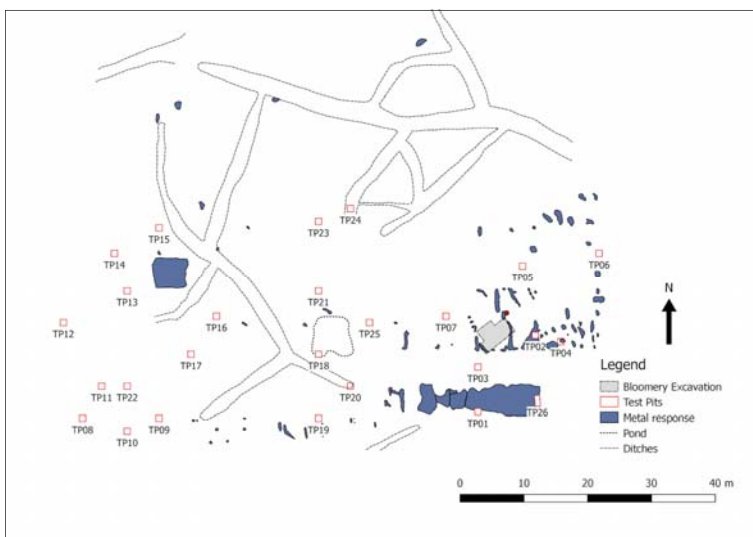 TP24
TP23
TP15
TP14
TP06
TP05
TP13
TP21
N
TP12
TP16
TP25
TP07
TP02
TP04
TP17
TP18
TP03
Legend
Bloomery Excavation
Test Pits
Metal response
Pond
Ditches
TP11 TP22
TP20
TP26
TP08
TP09
TP10
TP19
TP01
0 10 20 30 40 m